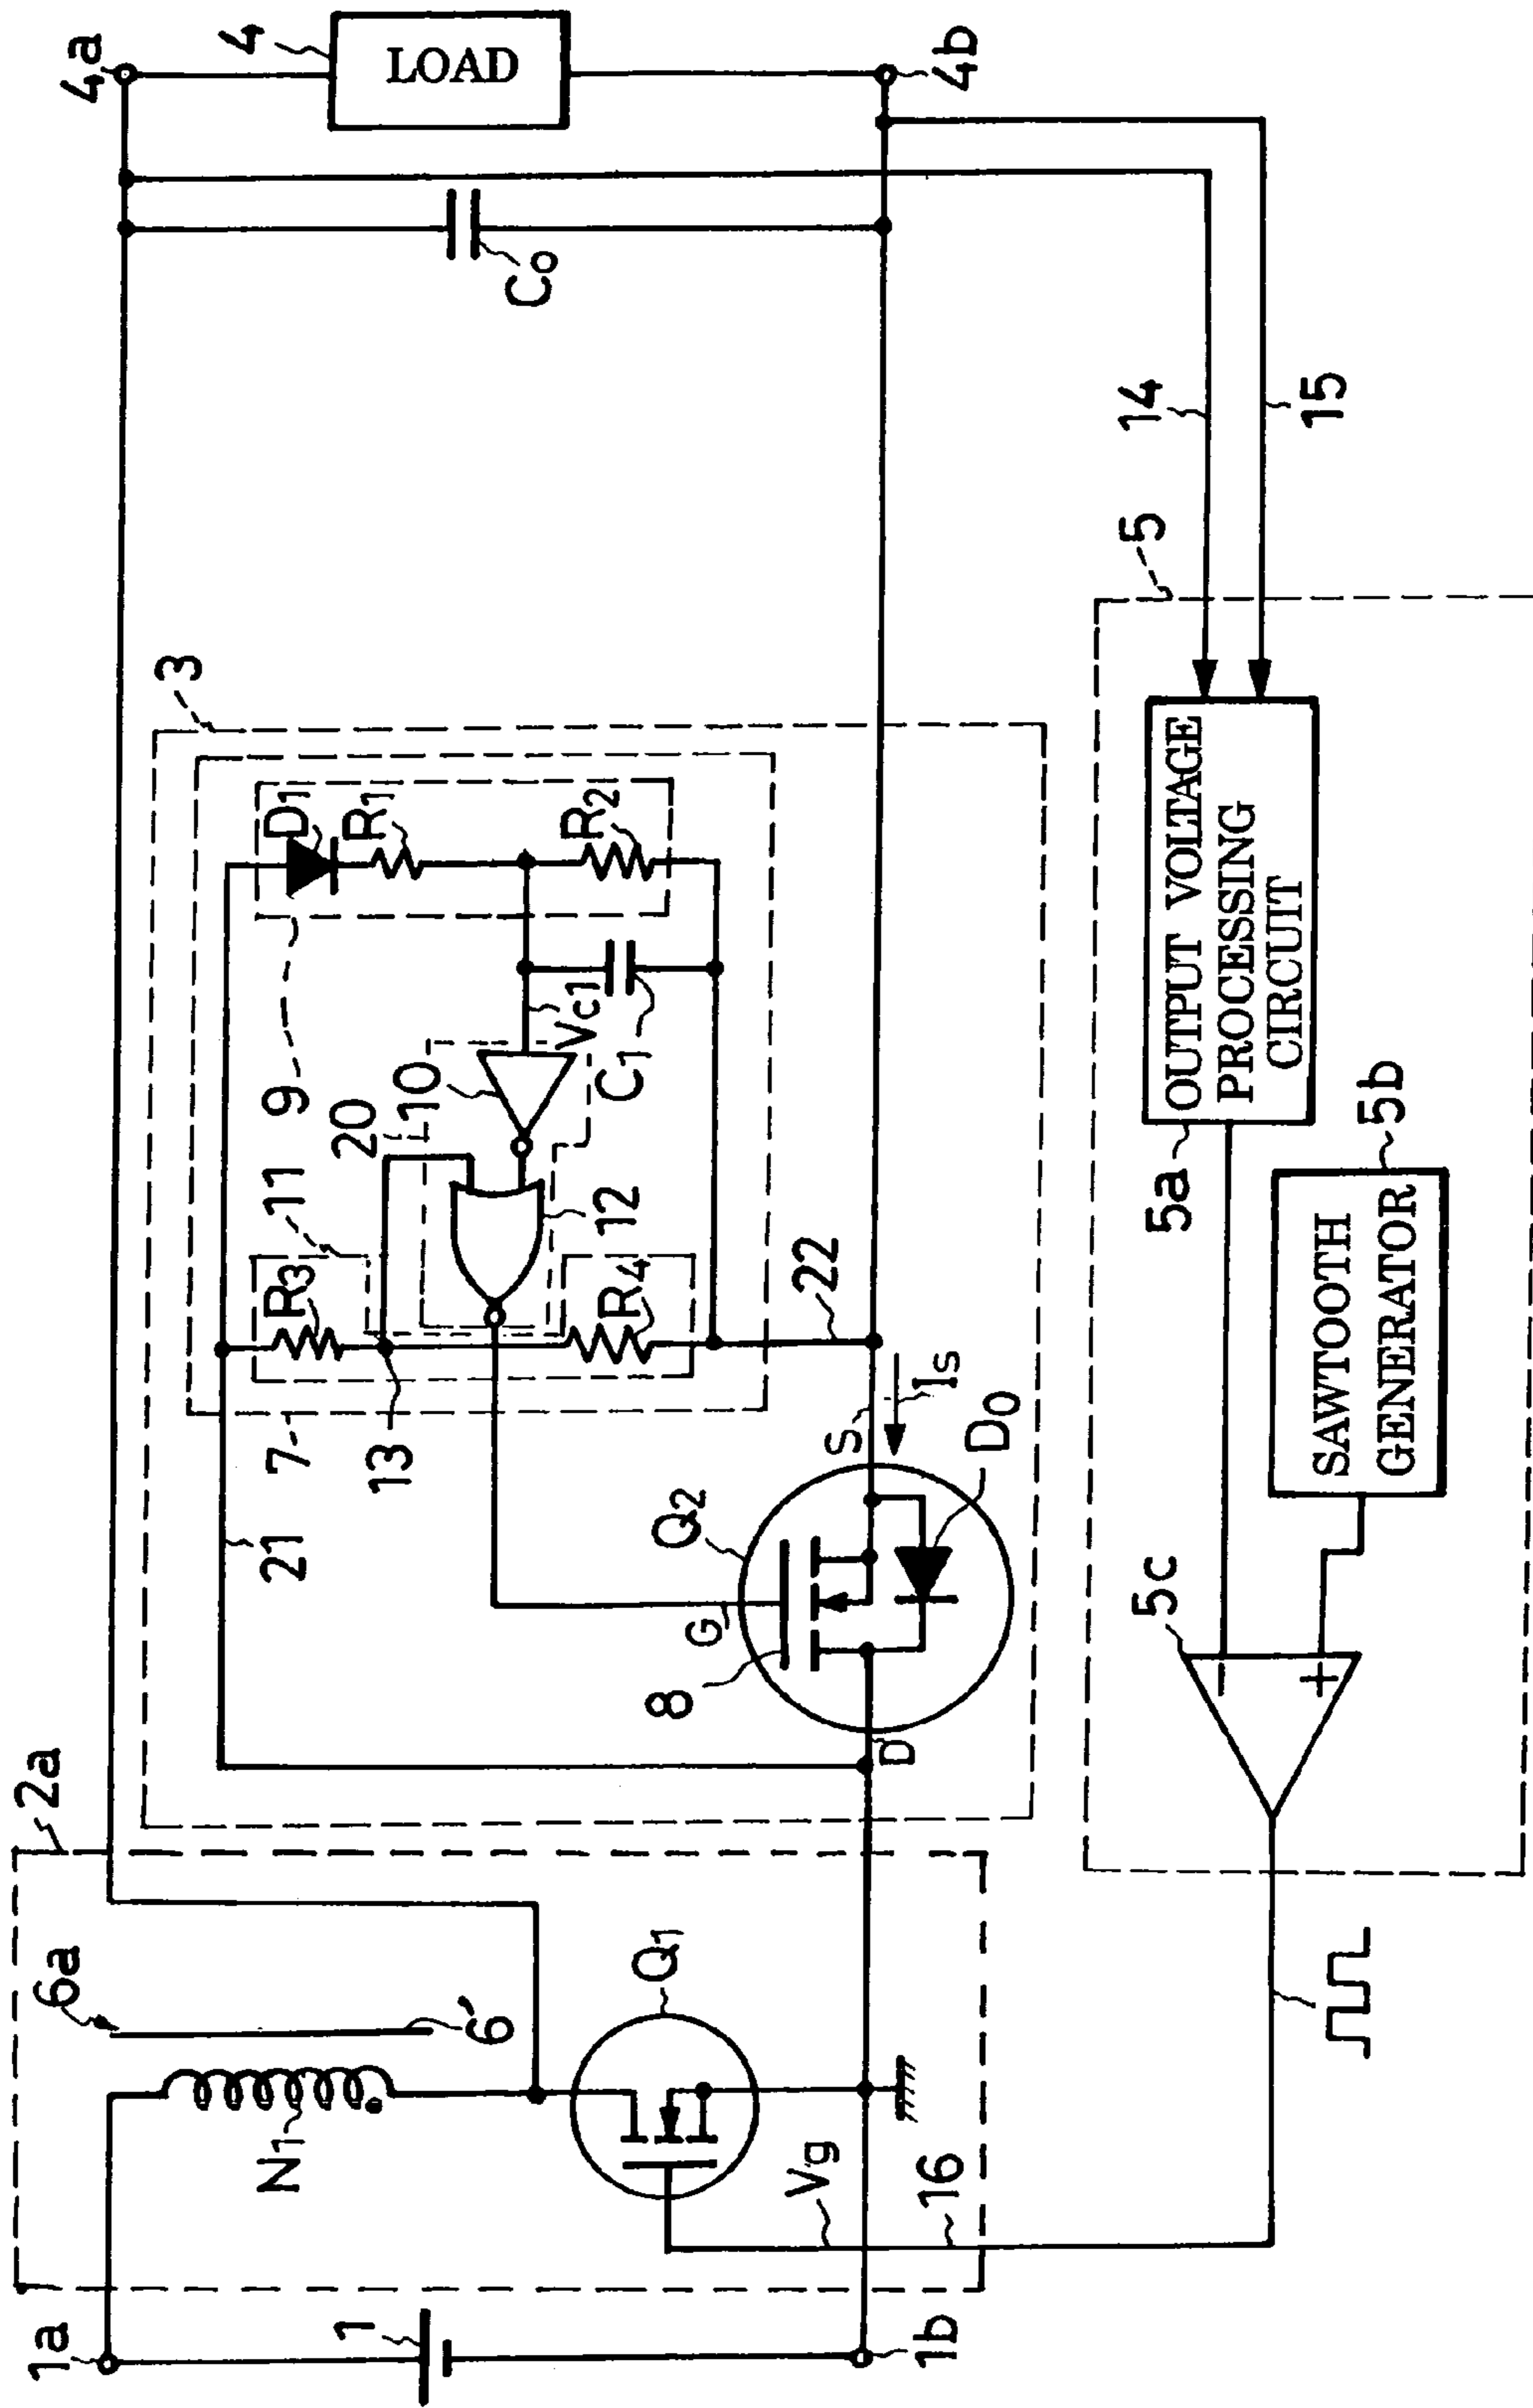 1a
1
1b
2a
6a
6'
N1
Q1
Vg
16
3
7
21
13
11
R3
R4
20
10
12
9
D1
R1
R2
Vc1
C1
22
8
G
Q2
D
S
Is
D0
Co
4a
4
LOAD
4b
14
15
5
5a
OUTPUT VOLTAGE
PROCESSING
CIRCUIT
5b
SAWTOOTH
GENERATOR
5c
−
+